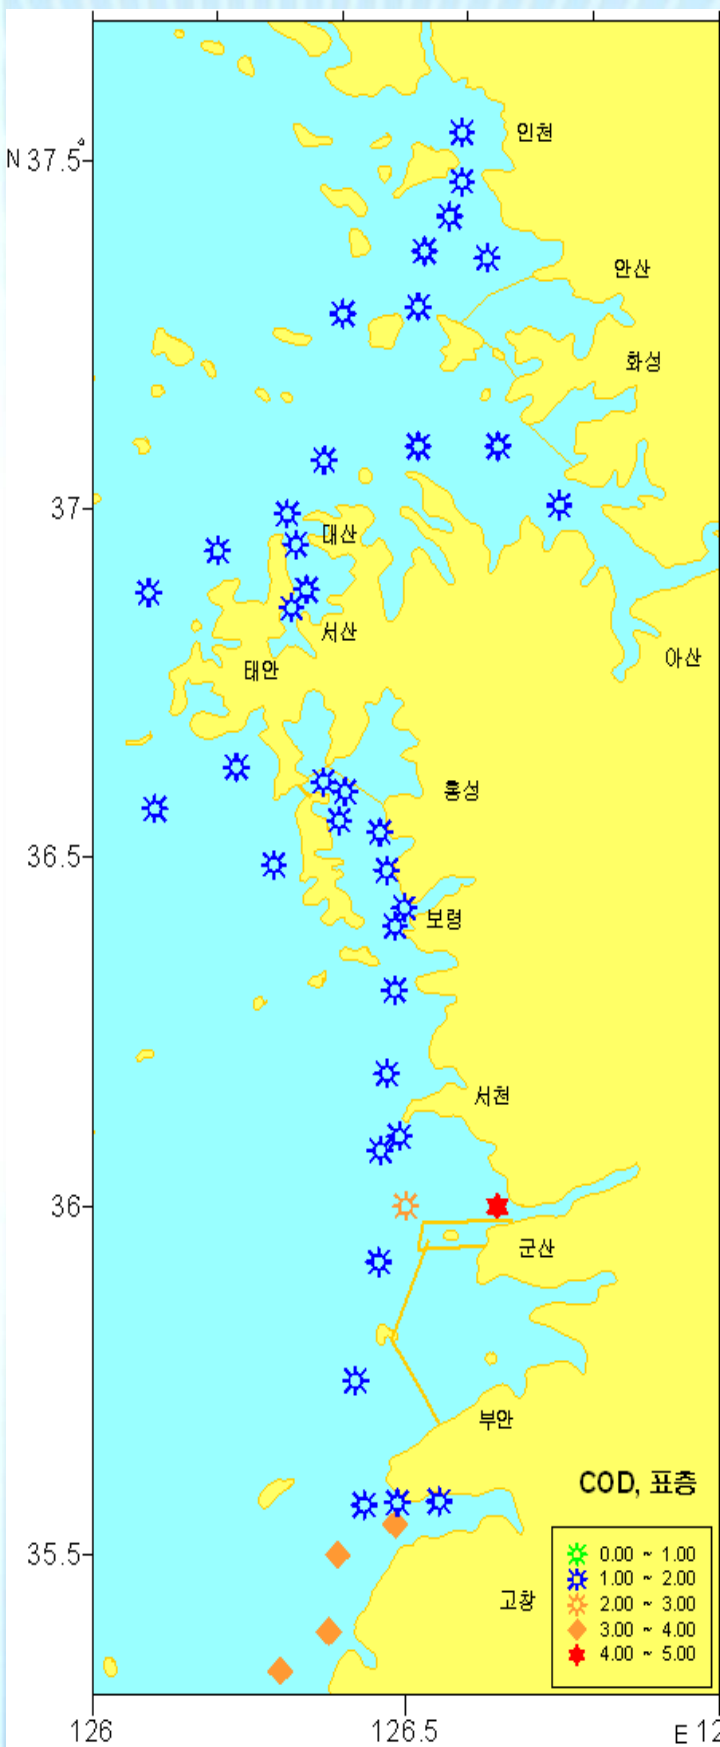 인천
N 37.5°
안산
화성
37
대산
서산
태안
아산
홍성
36.5
보령
서천
36
군산
부안
COD, 표층
35.5
고창
0.00 ~ 1.00
1.00 ~ 2.00
2.00 ~ 3.00
3.00 ~ 4.00
4.00 ~ 5.00
126
126.5
E 12